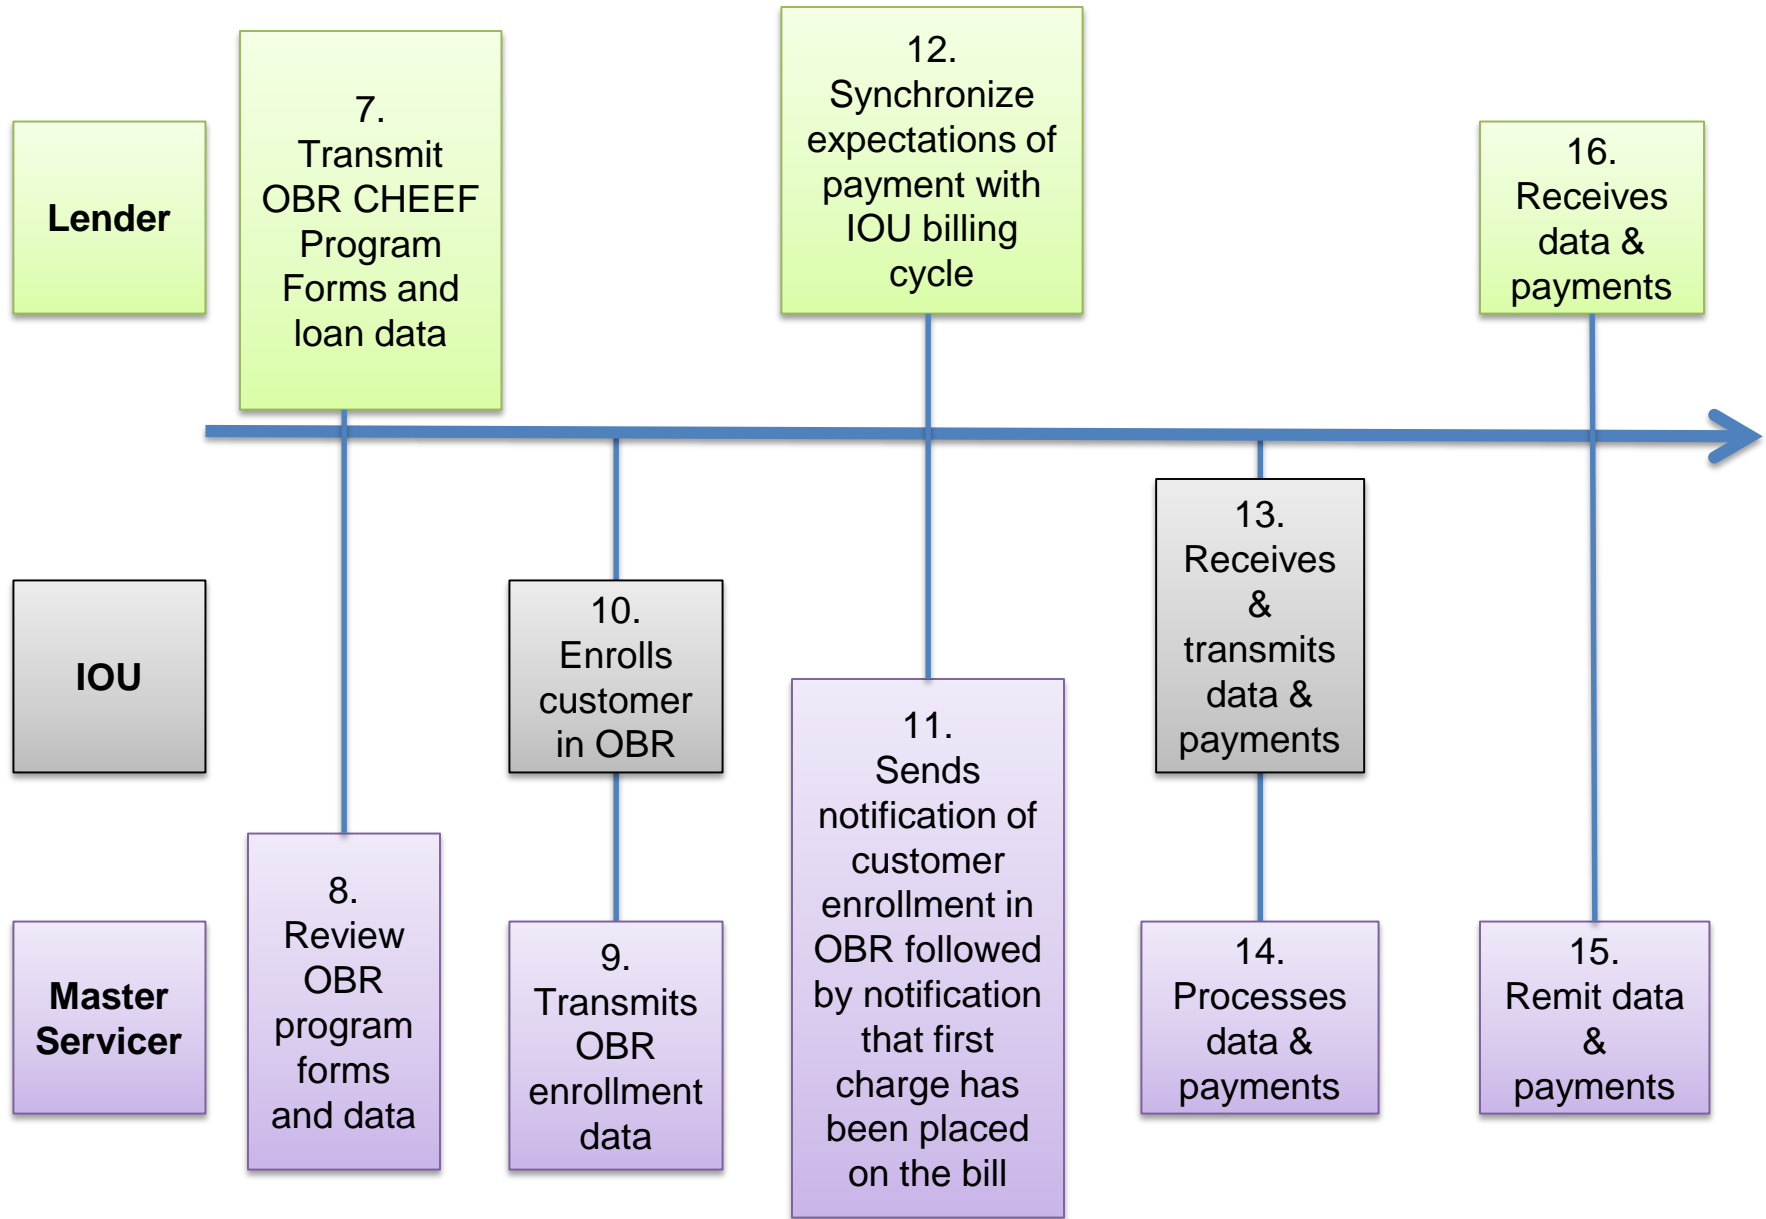 Lender
7.
Transmit
OBR CHEEF
Program
Forms and
loan data
12.
Synchronize
expectations of
payment with
IOU billing
cycle
16.
Receives
data &
payments
IOU
10.
Enrolls
customer
in OBR
13.
Receives
&
transmits
data &
payments
Master
Servicer
8.
Review
OBR
program
forms
and data
9.
Transmits
OBR
enrollment
data
11.
Sends
notification of
customer
enrollment in
OBR followed
by notification
that first
charge has
been placed
on the bill
14.
Processes
data &
payments
15.
Remit data
&
payments